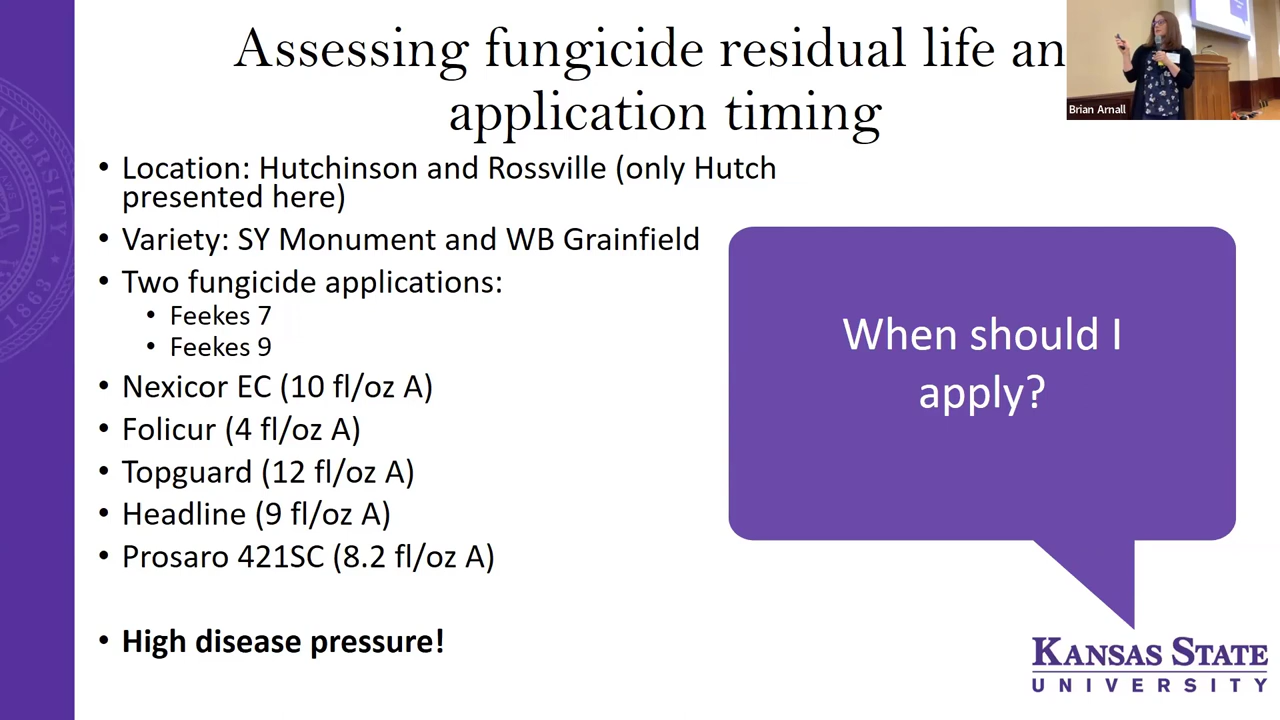 Assessing fungicide residual life an
application timing
Brian Arnall
• Location: Hutchinson and Rossville (only Hutch
presented here)
• Variety: SY Monument and WB Grainfield
• Two fungicide applications:
• Feekes 7
• Feekes 9
• Nexicor EC (10 fl/oz A)
• Folicur (4 fl/oz A)
• Topguard (12 fl/oz A)
• Headline (9 fl/oz A)
• Prosaro 421SC (8.2 fl/oz A)
• High disease pressure!
When should I
apply?
KANSAS STATE
UNIVERSITY
VERSITY
1863